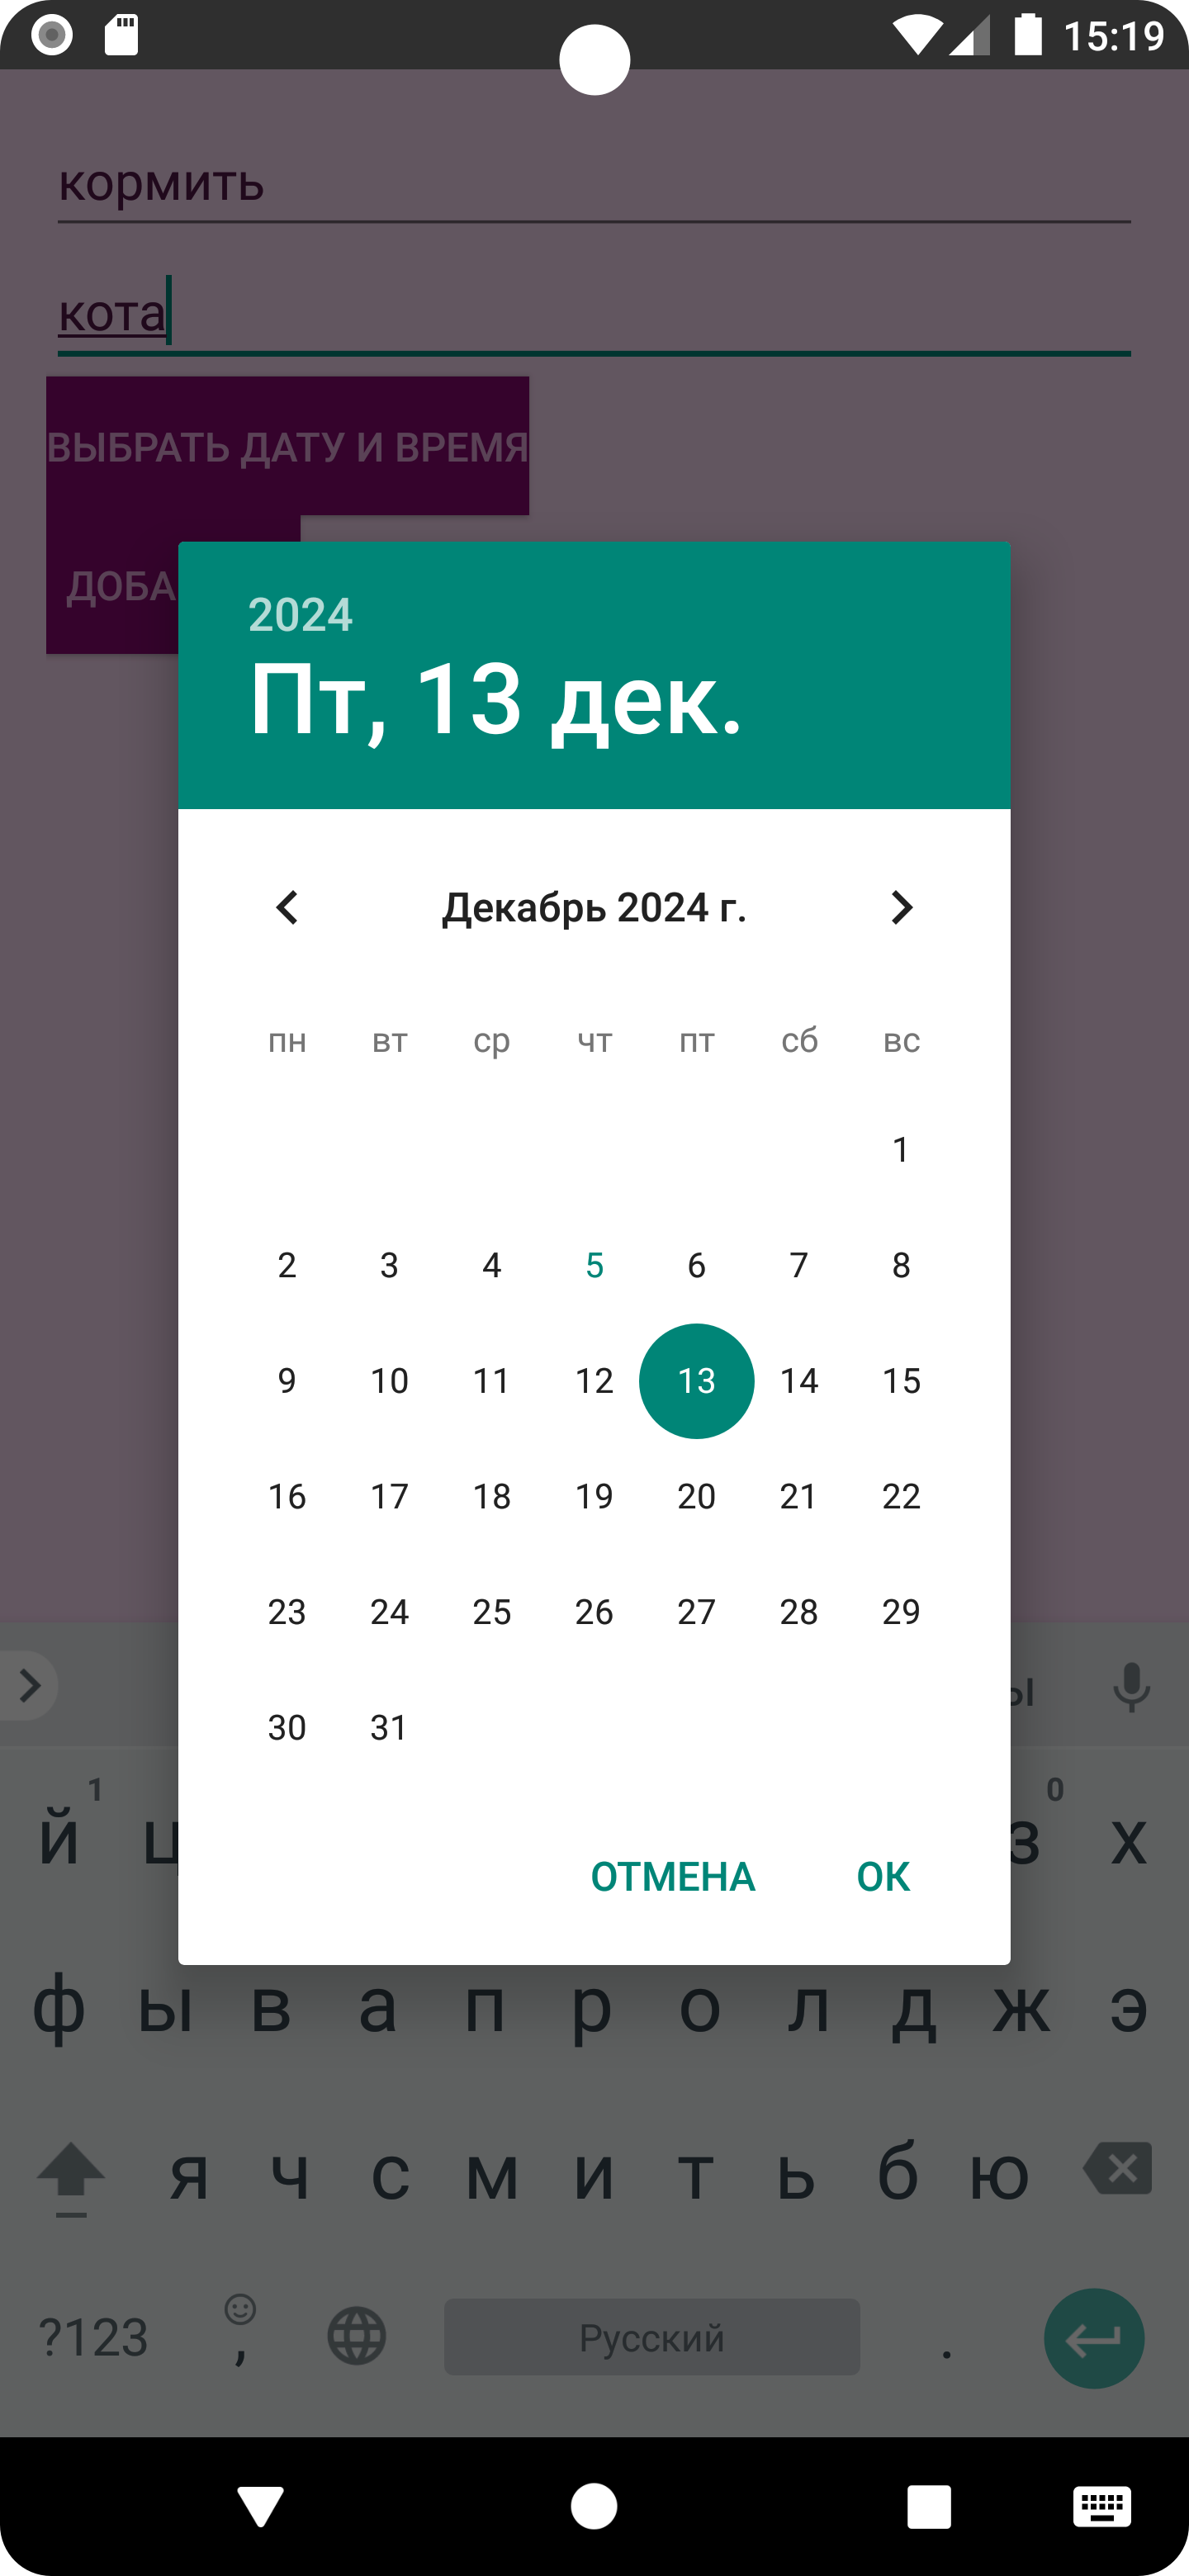 15:19
кормить
кота
ВЫБРАТЬ ДАТУ И ВРЕМЯ
2024
Пт, 13 дек.
Декабрь 2024 г.
пн вт ср чт пт сб вс
1
2 3 4 5 6 7 8
9 10 11 12 13 14 15
16 17 18 19 20 21 22
23 24 25 26 27 28 29
30 31
1 0
й з х
ОТМЕНА ОК
ф ы в а п р о л д ж э
я ч с м и т ь б ю
?123 , Русский .